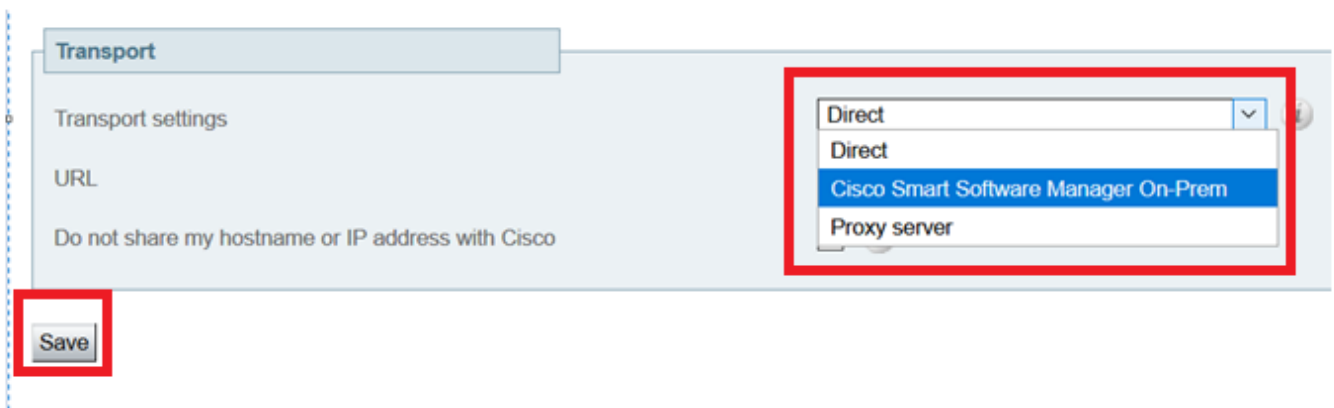 Transport
Transport settings
Direct
Direct
URL
Cisco Smart Software Manager On-Prem
Do not share my hostname or IP address with Cisco
Proxy server
Save